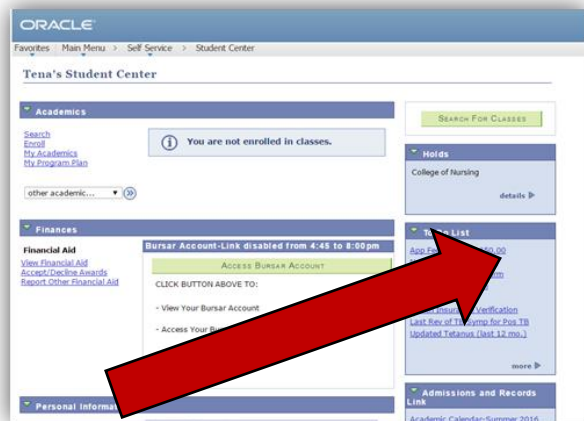 ORACLE
Favorites Main Menu > Self Service > Student Center
Tena's Student Center
Academics
Search
Enroll
My Academics
My Program Plan
You are not enrolled in classes.
other academic...
SEARCH FOR CLASSES
Holds
College of Nursing
details
Finances
Financial Aid
View Financial Aid
Accept/Decline Awards
Report Other Financial Aid
Bursar Account-Link disabled from 4:45 to 8:00pm
ACCESS BURSAR ACCOUNT
CLICK BUTTON ABOVE TO:
- View Your Bursar Account
- Access Your
List
App
Verification
Last Rev of TB Symp for Pos TB
Updated Tetanus (last 12 mo.)
more
Personal
Admissions and Records
Link
Academic Calendar-Summer 2016